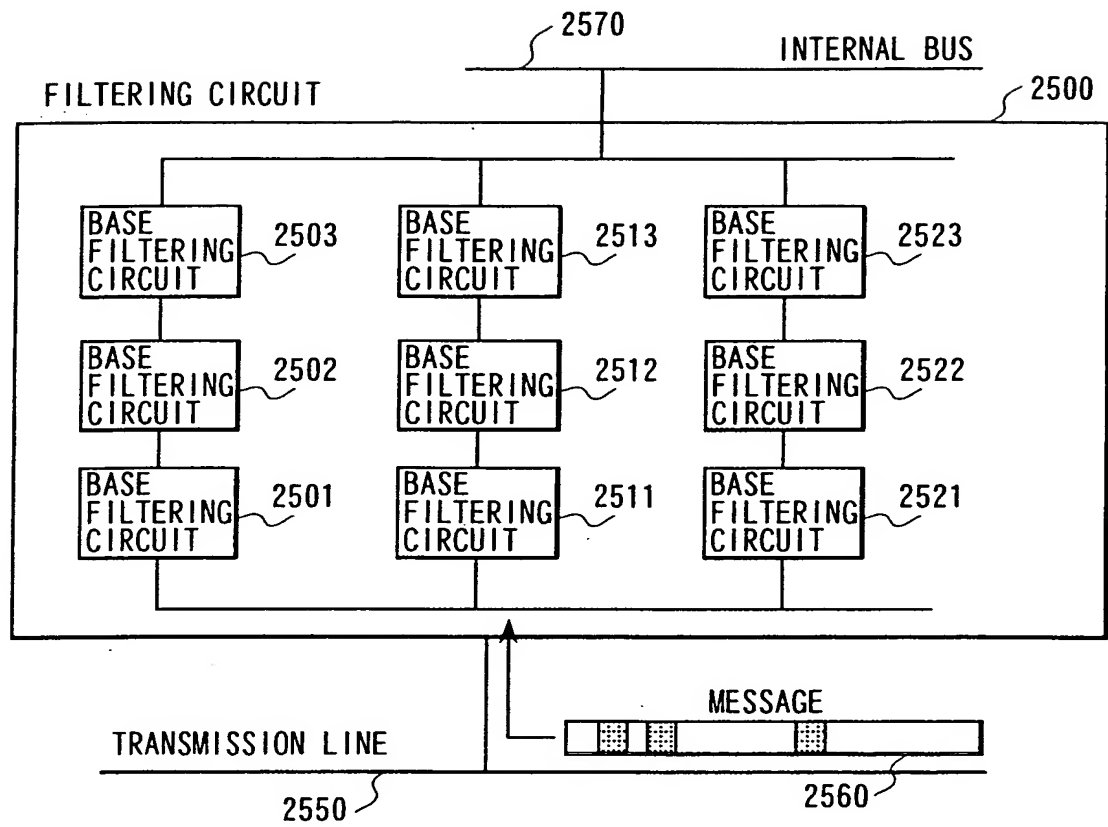 2570
INTERNAL BUS
FILTERING CIRCUIT
2500
BASE
FILTERING
CIRCUIT
2503
BASE
FILTERING
CIRCUIT
2513
BASE
FILTERING
CIRCUIT
2523
BASE
FILTERING
CIRCUIT
2502
BASE
FILTERING
CIRCUIT
2512
BASE
FILTERING
CIRCUIT
2522
BASE
FILTERING
CIRCUIT
2501
BASE
FILTERING
CIRCUIT
2511
BASE
FILTERING
CIRCUIT
2521
MESSAGE
TRANSMISSION LINE
2550
2560